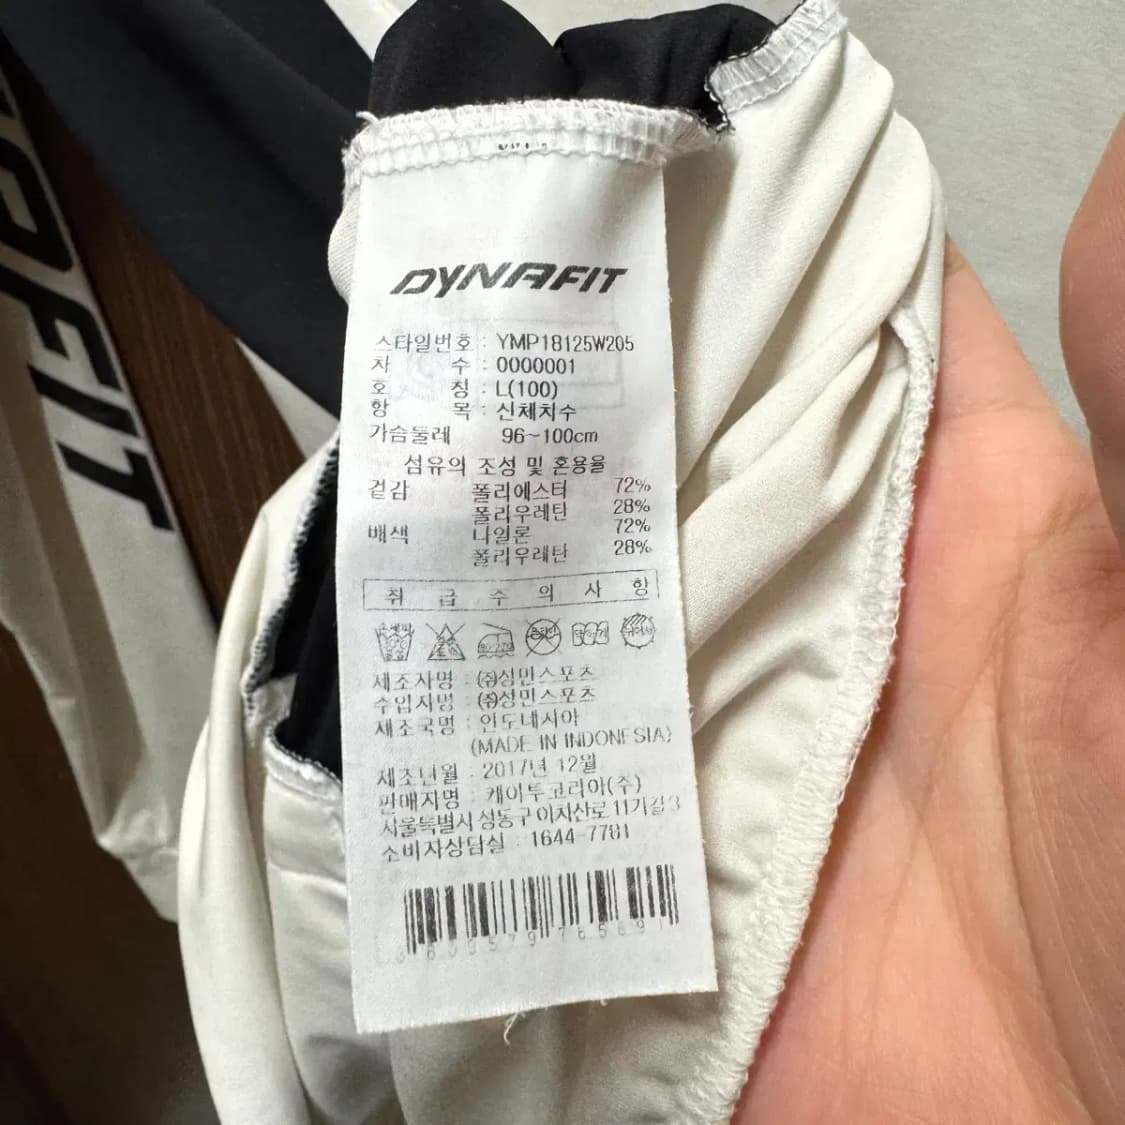 DYNAFIT
스타일번호 : YMP18125W205
차 수 : 0000001
호 칭 : L(100)
항 목 : 신체치수
가슴둘레 96~100cm
섬유의 조성 및 혼용율
겉감 폴리에스터 72%
폴리우레탄 28%
배색 나일론 72%
폴리우레탄 28%
취 급 주 의 사 항
제조자명 : (주)성민스포츠
수입자명 : (주)성민스포츠
제조국명 : 인도네시아
(MADE IN INDONESIA)
제조년월 : 2017년 12월
판매자명 : 케이투코리아(주)
서울특별시 성동구 아차산로 11가길 3
소비자상담실 : 1644-7781